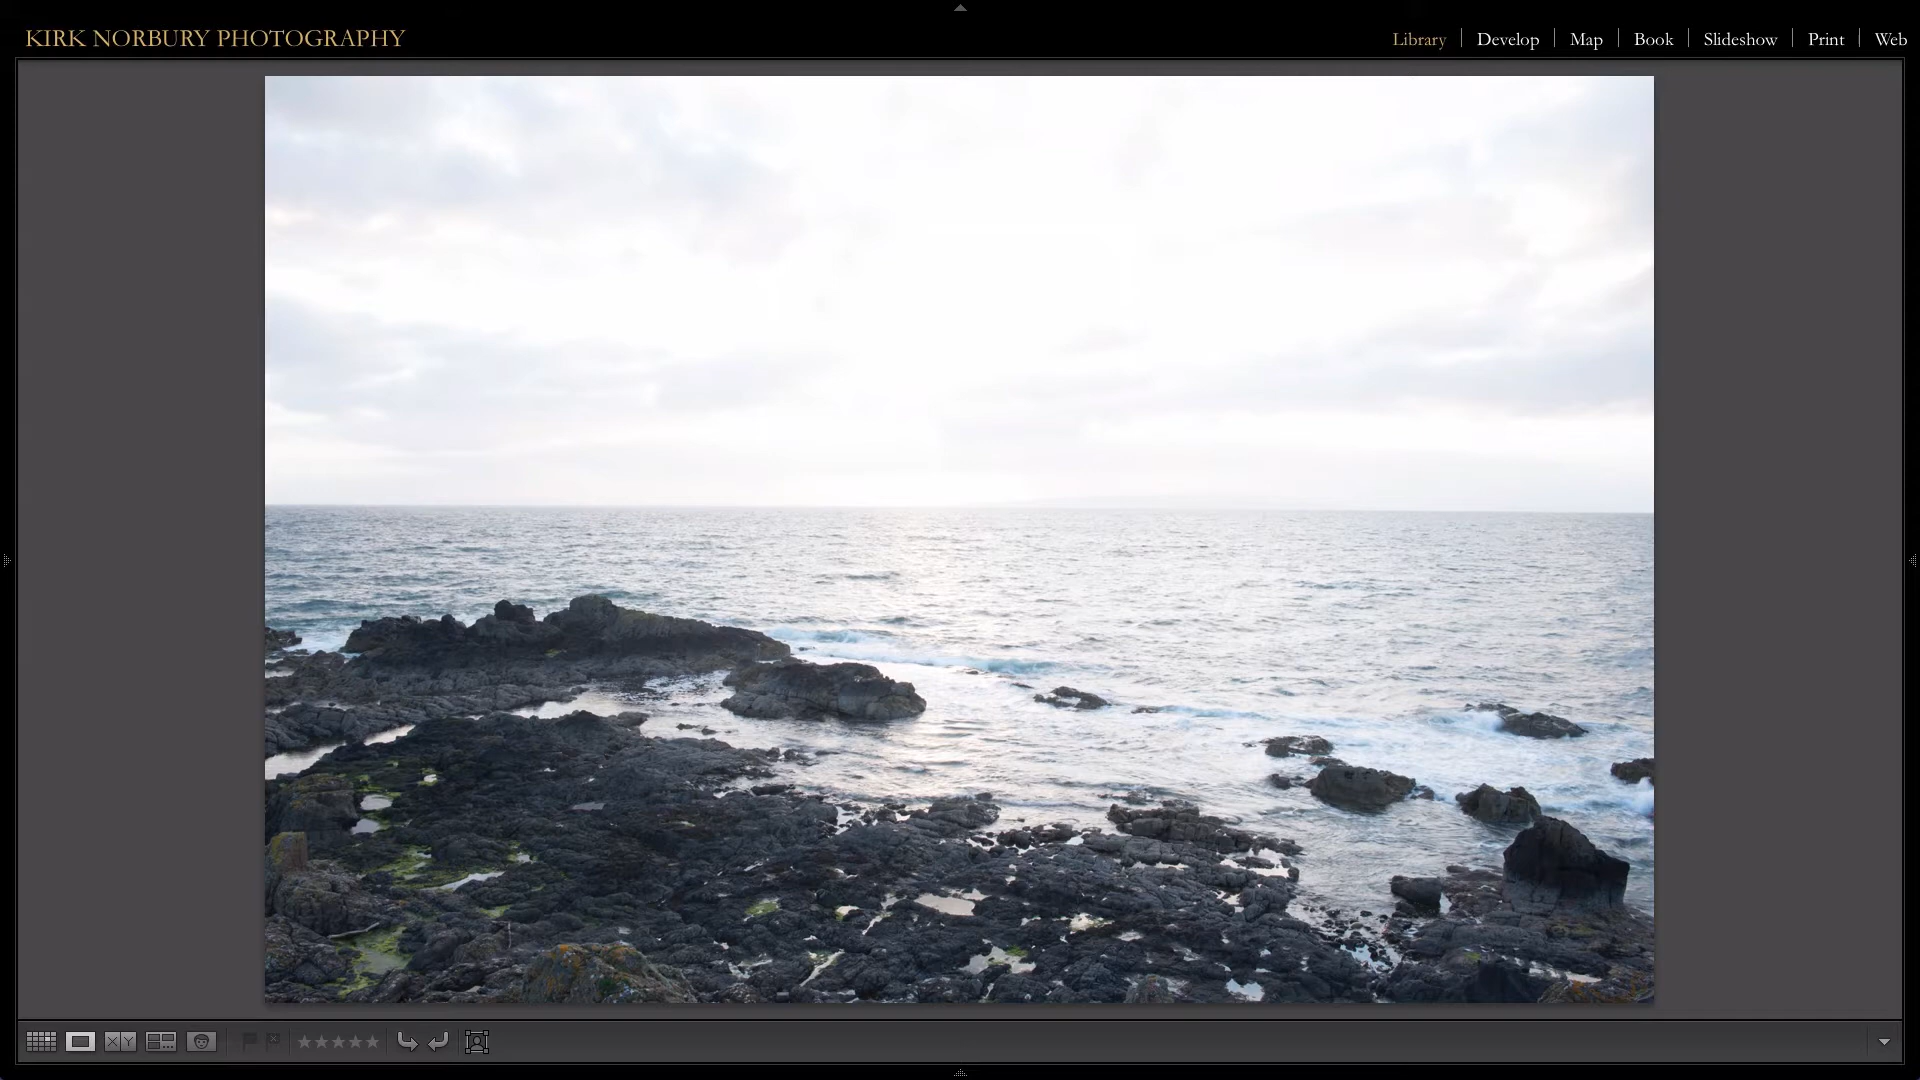 KIRK NORBURY PHOTOGRAPHY
Library | Develop | Map | Book | Slideshow | Print | Web
X Y